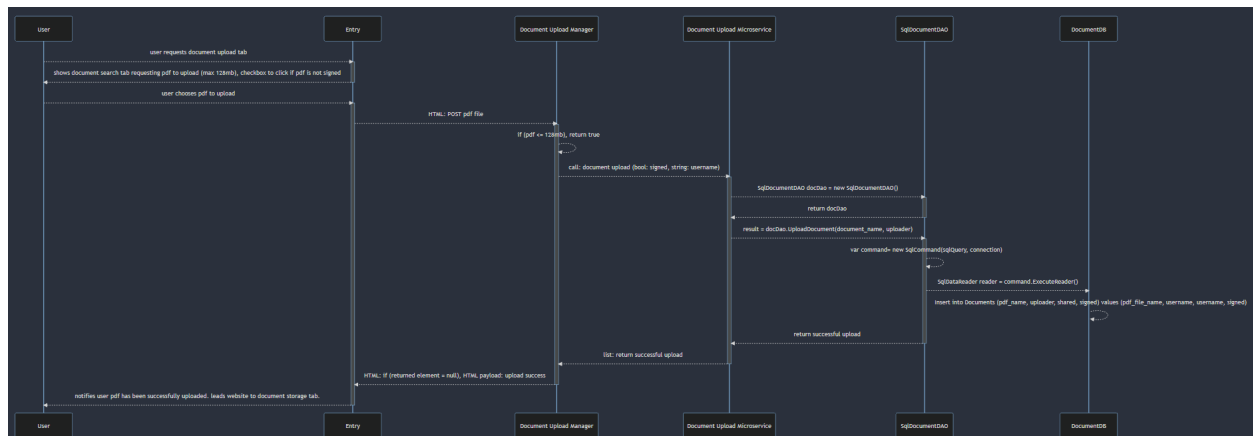 User Entry Document Upload Manager Document Upload Microservice SqlDocumentDAO DocumentDB
user requests document upload tab
shows document search tab requesting pdf to upload (max 128mb), checkbox to click if pdf is not signed
user chooses pdf to upload
HTML: POST pdf file
if (pdf <= 128mb), return true
call: document upload (bool: signed, string: username)
SqlDocumentDAO docDao = new SqlDocumentDAO()
return docDao
result = docDao.UploadDocument(document_name, uploader)
var command= new SqlCommand(sqlQuery, connection)
SqlDataReader reader = command.ExecuteReader()
insert into Documents (pdf_name, uploader, shared, signed) values (pdf_file_name, username, username, signed)
return successful upload
list: return successful upload
HTML: if (returned element = null), HTML payload: upload success
notifies user pdf has been successfully uploaded. leads website to document storage tab.
User Entry Document Upload Manager Document Upload Microservice SqlDocumentDAO DocumentDB